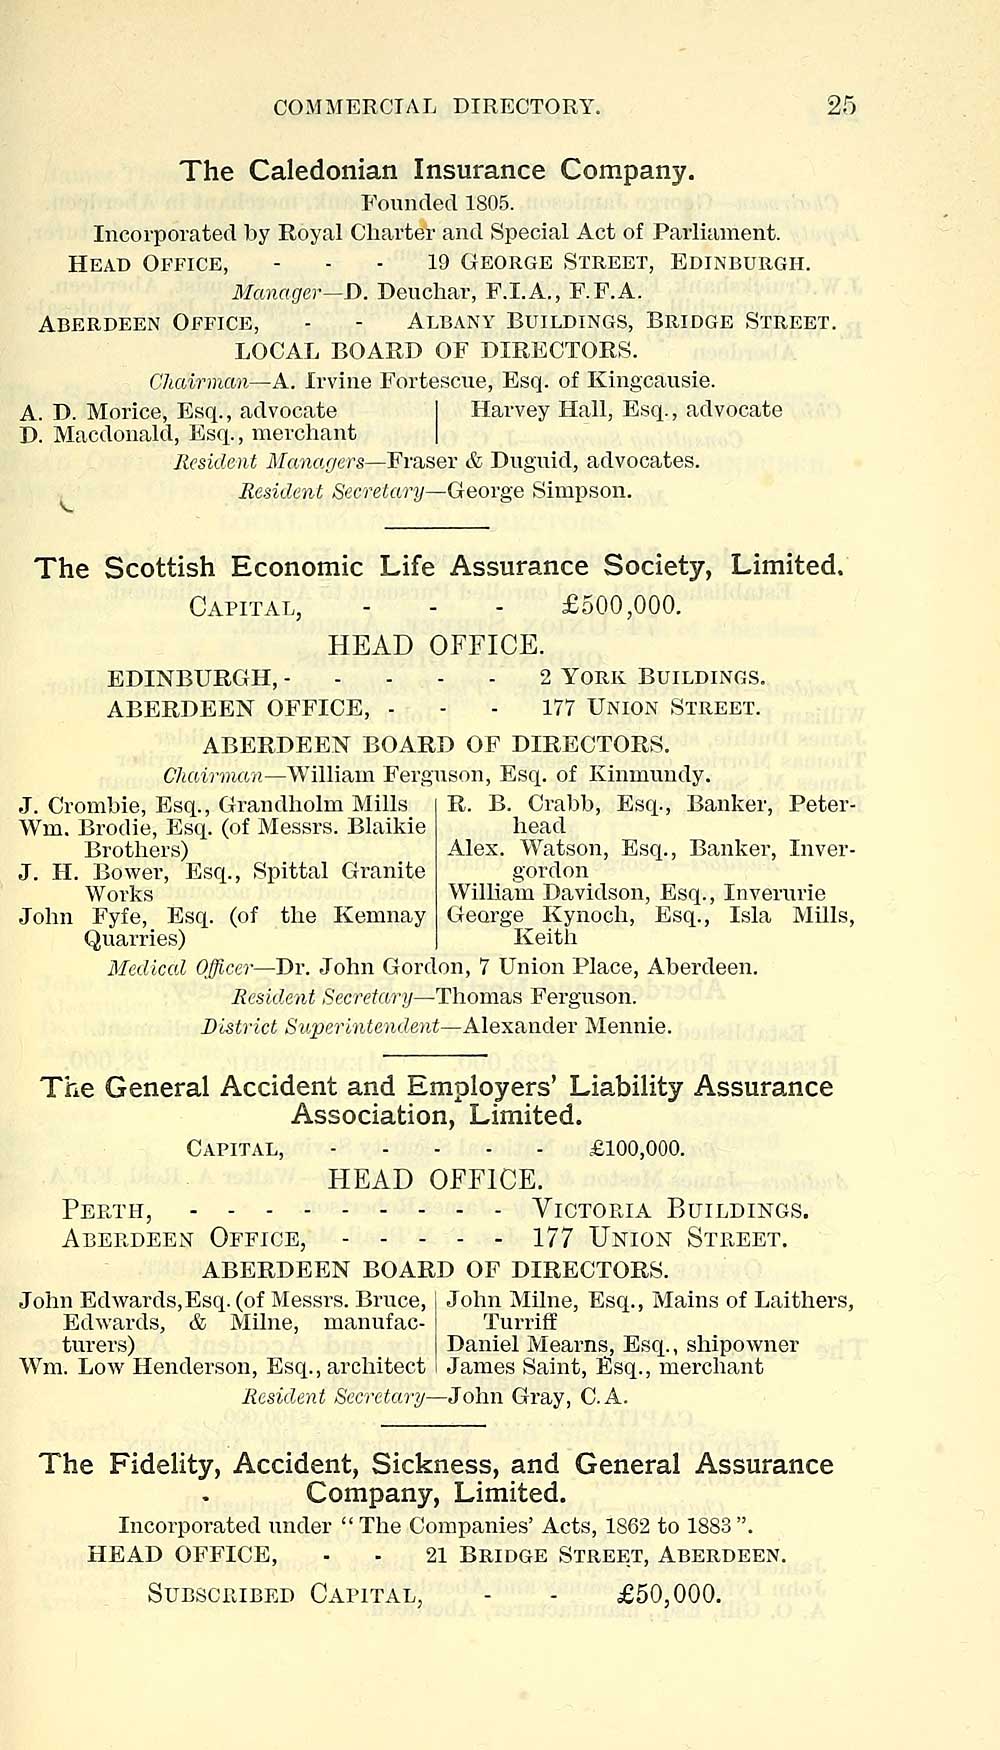 COMMERCIAL DIRECTORY. 25
The Caledonian Insurance Company.
Founded 1805.
Incorporated by Royal Charter and Special Act of Parliament.
HEAD OFFICE, - - - 19 GEORGE STREET, EDINBURGH.
Manager—D. Deuchar, F.I.A., F.F.A.
ABERDEEN OFFICE, - - ALBANY BUILDINGS, BRIDGE STREET.
LOCAL BOARD OF DIRECTORS.
Chairman—A. Irvine Fortescue, Esq. of Kingcausie.
A. D. Morice, Esq., advocate
D. Macdonald, Esq., merchant
Harvey Hall, Esq., advocate
Resident Managers—Fraser & Duguid, advocates.
Resident Secretary—George Simpson.
The Scottish Economic Life Assurance Society, Limited.
CAPITAL, - - - £500,000.
HEAD OFFICE.
EDINBURGH, - - - - - 2 YORK BUILDINGS.
ABERDEEN OFFICE, - - - 177 UNION STREET.
ABERDEEN BOARD OF DIRECTORS.
Chairman—William Ferguson, Esq. of Kinmundy.
J. Crombie, Esq., Grandholm Mills
Wm. Brodie, Esq. (of Messrs. Blaikie
Brothers)
J. H. Bower, Esq., Spittal Granite
Works
John Fyfe, Esq. (of the Kemnay
Quarries)
R. B. Crabb, Esq., Banker, Peter-
head
Alex. Watson, Esq., Banker, Inver-
gordon
William Davidson, Esq., Inverurie
George Kynoch, Esq., Isla Mills,
Keith
Medical Officer—Dr. John Gordon, 7 Union Place, Aberdeen.
Resident Secretary—Thomas Ferguson.
District Superintendent—Alexander Mennie.
The General Accident and Employers' Liability Assurance
Association, Limited.
CAPITAL, - - - - - £100,000.
HEAD OFFICE.
PERTH, - - - - - - - - - VICTORIA BUILDINGS.
ABERDEEN OFFICE, - - - - - 177 UNION STREET.
ABERDEEN BOARD OF DIRECTORS.
John Edwards, Esq. (of Messrs. Bruce,
Edwards, & Milne, manufac-
turers)
Wm. Low Henderson, Esq., architect
John Milne, Esq., Mains of Laithers,
Turriff
Daniel Mearns, Esq., shipowner
James Saint, Esq., merchant
Resident Secretary—John Gray, C.A.
The Fidelity, Accident, Sickness, and General Assurance
Company, Limited.
Incorporated under "The Companies' Acts, 1862 to 1883".
HEAD OFFICE, - - 21 BRIDGE STREET, ABERDEEN.
SUBSCRIBED CAPITAL, - - £50,000.